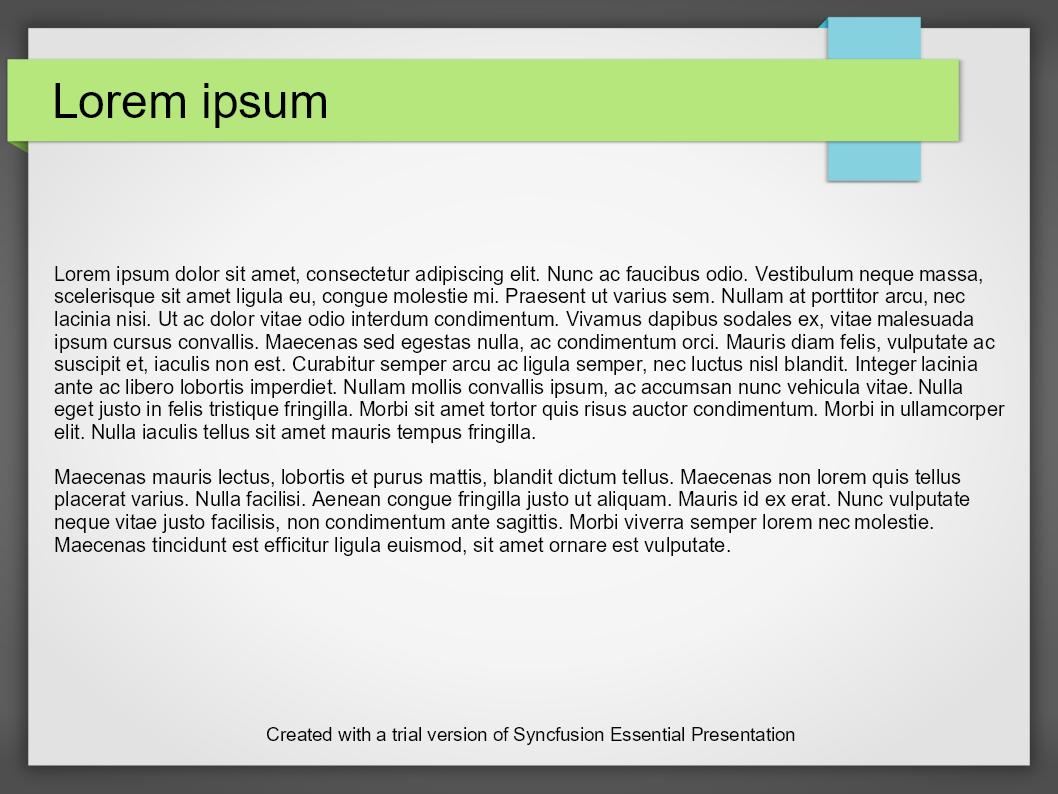 Lorem ipsum
Lorem ipsum dolor sit amet, consectetur adipiscing elit. Nunc ac faucibus odio. Vestibulum neque massa,
scelerisque sit amet ligula eu, congue molestie mi. Praesent ut varius sem. Nullam at porttitor arcu, nec
lacinia nisi. Ut ac dolor vitae odio interdum condimentum. Vivamus dapibus sodales ex, vitae malesuada
ipsum cursus convallis. Maecenas sed egestas nulla, ac condimentum orci. Mauris diam felis, vulputate ac
suscipit et, iaculis non est. Curabitur semper arcu ac ligula semper, nec luctus nisl blandit. Integer lacinia
ante ac libero lobortis imperdiet. Nullam mollis convallis ipsum, ac accumsan nunc vehicula vitae. Nulla
eget justo in felis tristique fringilla. Morbi sit amet tortor quis risus auctor condimentum. Morbi in ullamcorper
elit. Nulla iaculis tellus sit amet mauris tempus fringilla.
Maecenas mauris lectus, lobortis et purus mattis, blandit dictum tellus. Maecenas non lorem quis tellus
placerat varius. Nulla facilisi. Aenean congue fringilla justo ut aliquam. Mauris id ex erat. Nunc vulputate
neque vitae justo facilisis, non condimentum ante sagittis. Morbi viverra semper lorem nec molestie.
Maecenas tincidunt est efficitur ligula euismod, sit amet ornare est vulputate.
Created with a trial version of Syncfusion Essential Presentation